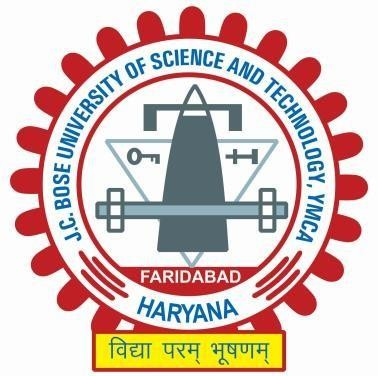 J.C. BOSE UNIVERSITY OF SCIENCE AND TECHNOLOGY, YMCA
FARIDABAD
HARYANA
विद्या परम् भूषणम्